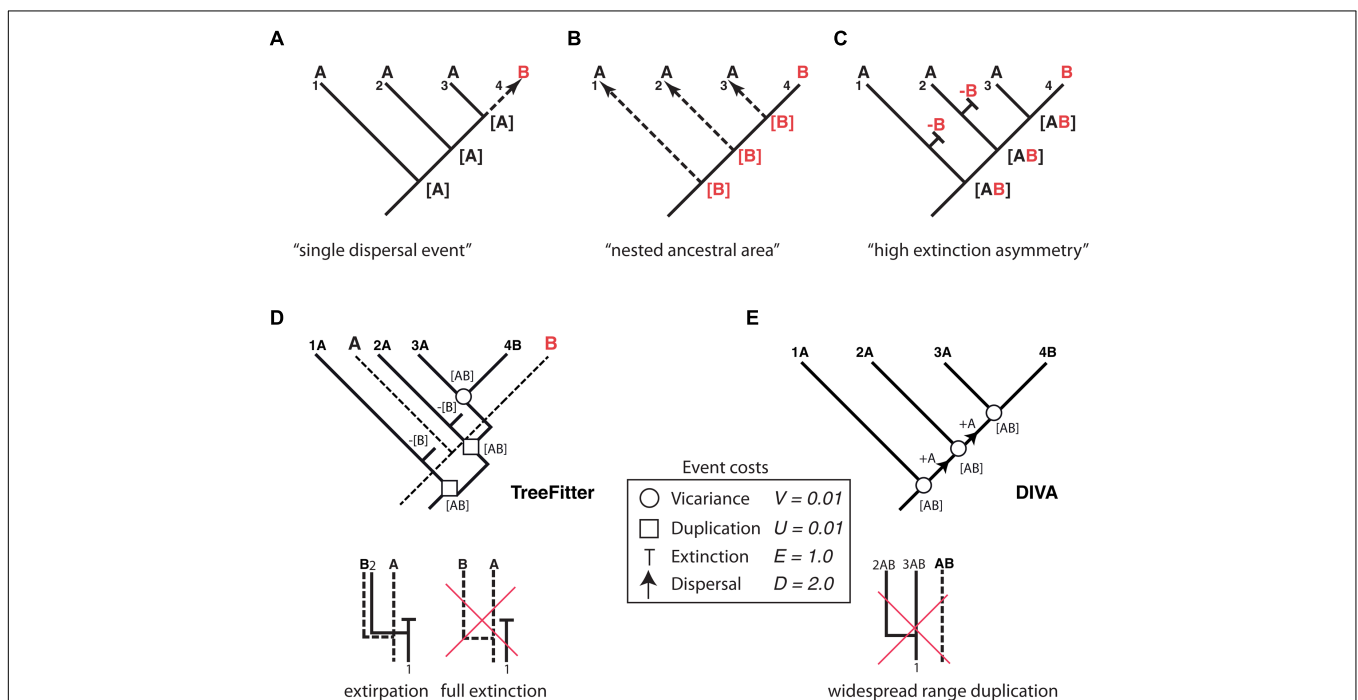 A
B
C
A A A B
1 2 3 4
[A]
[A]
[A]
"single dispersal event"
A A A B
1 2 3 4
[B]
[B]
[B]
"nested ancestral area"
A A A B
1 2 3 4
-B
-B
[AB]
[AB]
[AB]
"high extinction asymmetry"
D
1A A 2A 3A 4B B
[AB]
-[B]
-[B]
[AB]
[AB]
TreeFitter
E
1A 2A 3A 4B
+A
[AB]
+A
[AB]
[AB]
DIVA
Event costs
Vicariance V = 0.01
Duplication U = 0.01
Extinction E = 1.0
Dispersal D = 2.0
B2 A
1
extirpation
B A
1
full extinction
2AB 3AB AB
1
widespread range duplication